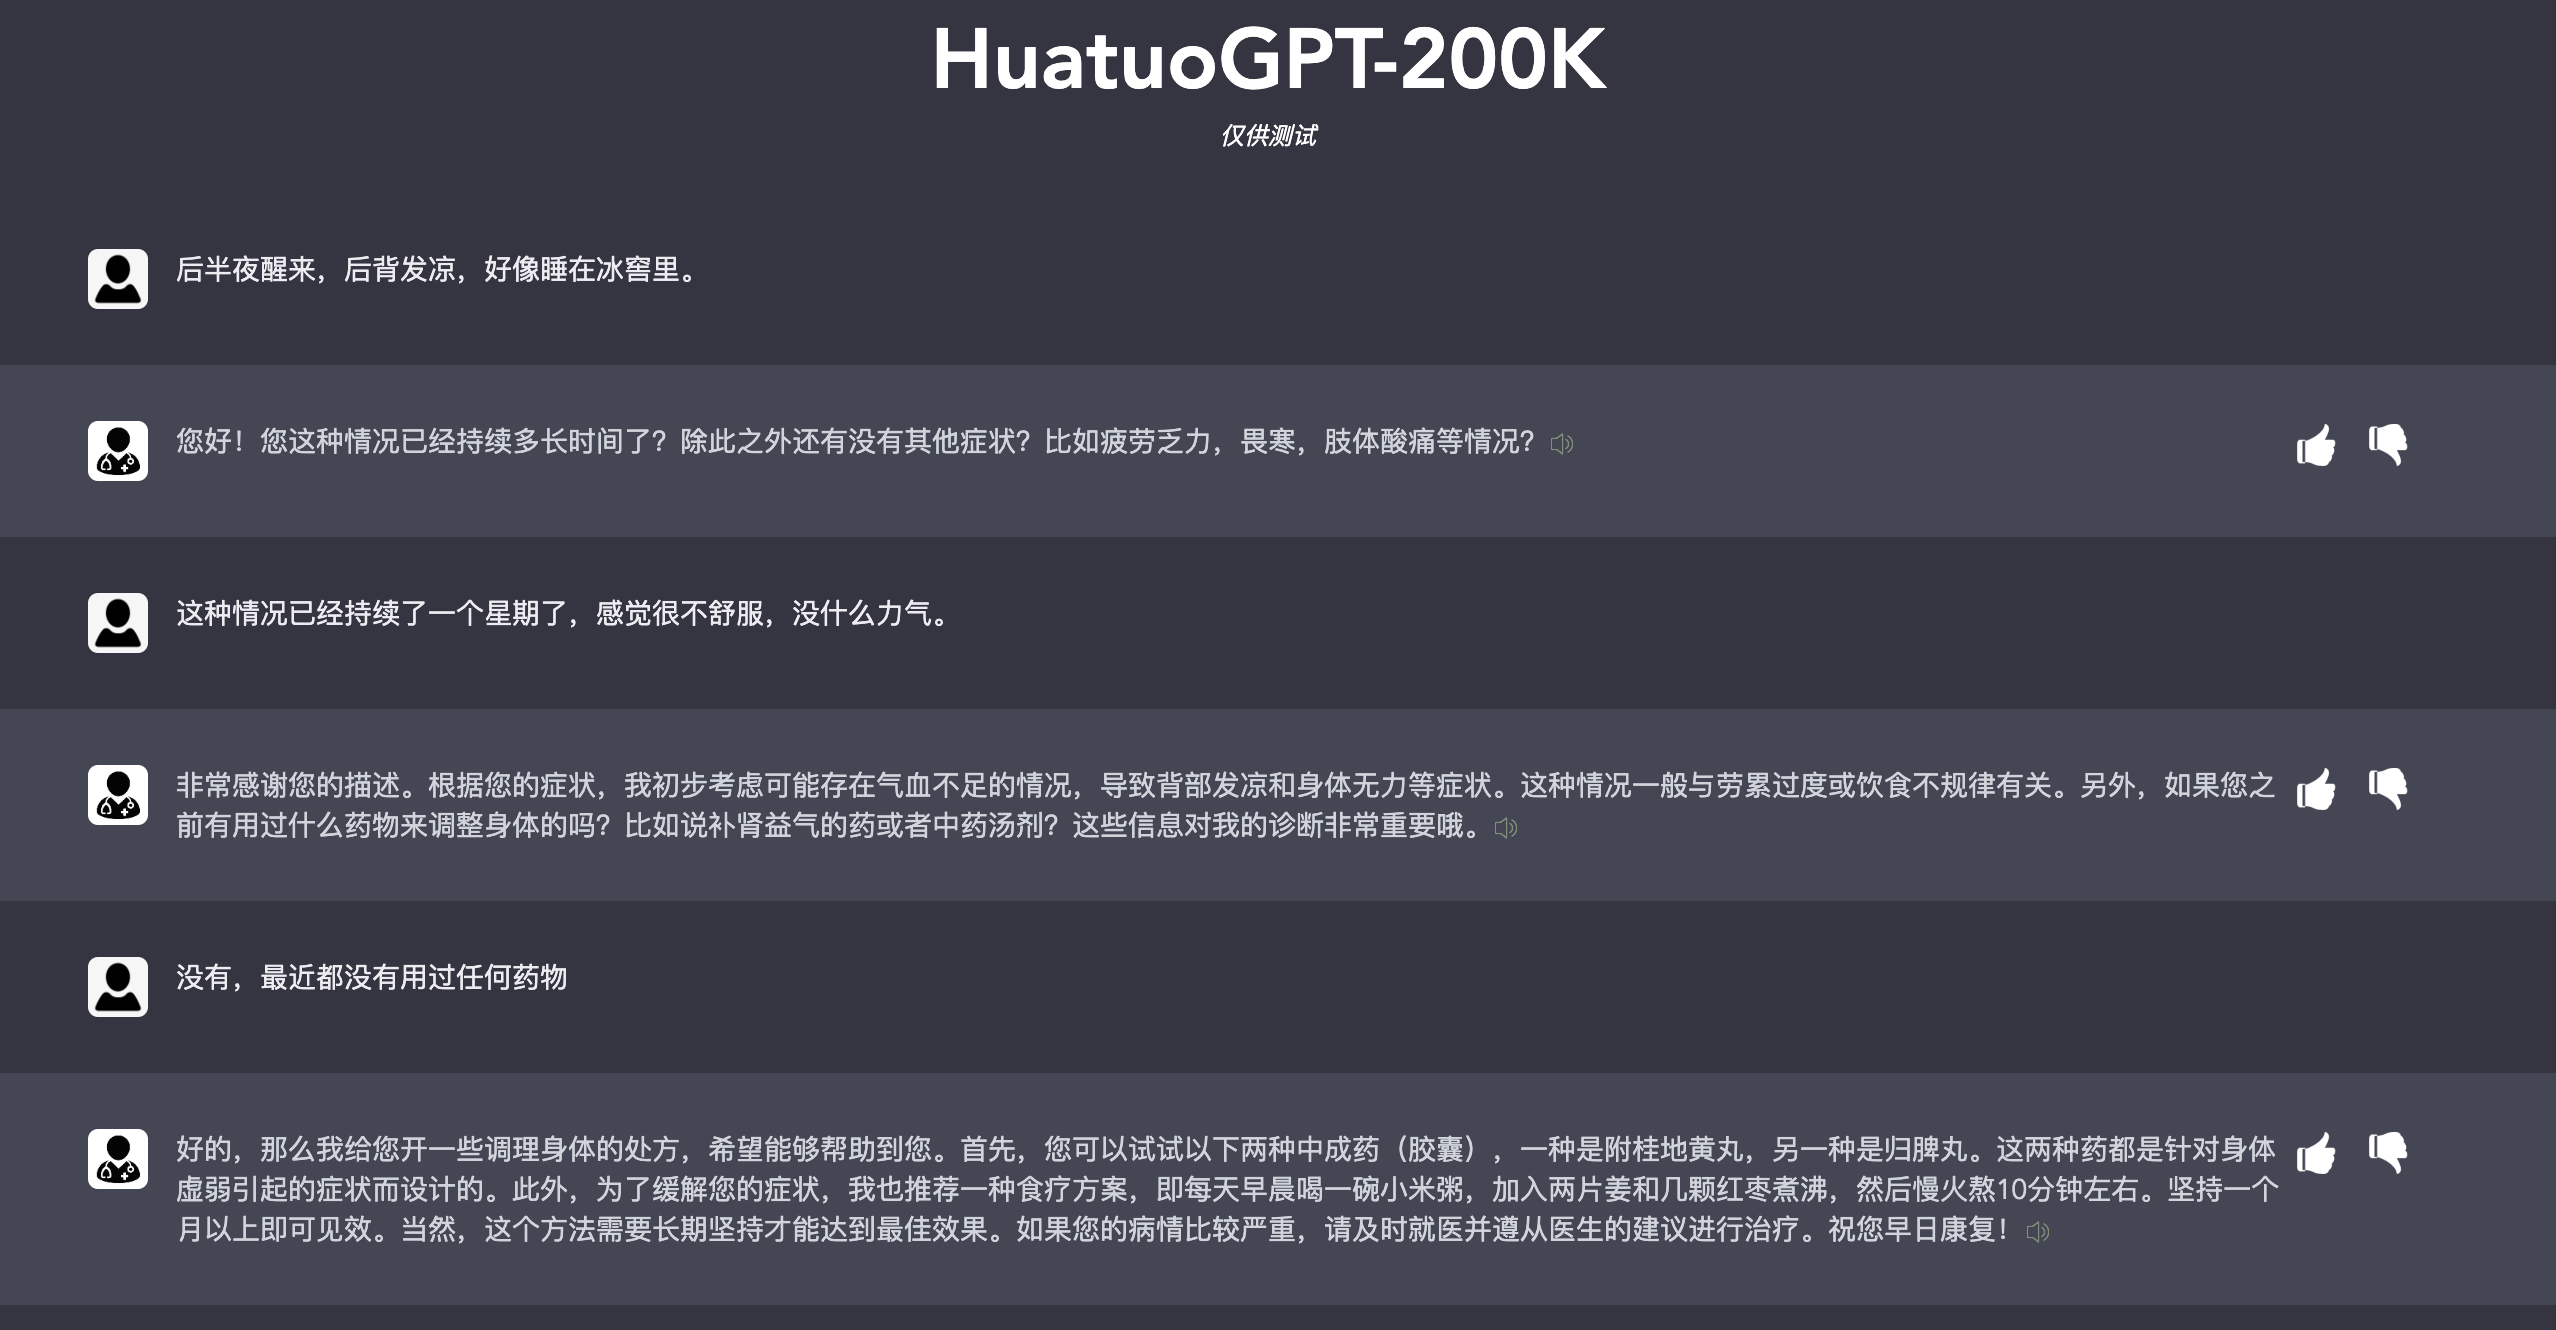 HuatuoGPT-200K
仅供测试
后半夜醒来，后背发凉，好像睡在冰窖里。
您好！您这种情况已经持续多长时间了？除此之外还有没有其他症状？比如疲劳乏力，畏寒，肢体酸痛等情况？
这种情况已经持续了一个星期了，感觉很不舒服，没什么力气。
非常感谢您的描述。根据您的症状，我初步考虑可能存在气血不足的情况，导致背部发凉和身体无力等症状。这种情况一般与劳累过度或饮食不规律有关。另外，如果您之
前有用过什么药物来调整身体的吗？比如说补肾益气的药或者中药汤剂？这些信息对我的诊断非常重要哦。
没有，最近都没有用过任何药物
好的，那么我给您开一些调理身体的处方，希望能够帮助到您。首先，您可以试试以下两种中成药（胶囊），一种是附桂地黄丸，另一种是归脾丸。这两种药都是针对身体
虚弱引起的症状而设计的。此外，为了缓解您的症状，我也推荐一种食疗方案，即每天早晨喝一碗小米粥，加入两片姜和几颗红枣煮沸，然后慢火熬10分钟左右。坚持一个
月以上即可见效。当然，这个方法需要长期坚持才能达到最佳效果。如果您的病情比较严重，请及时就医并遵从医生的建议进行治疗。祝您早日康复！